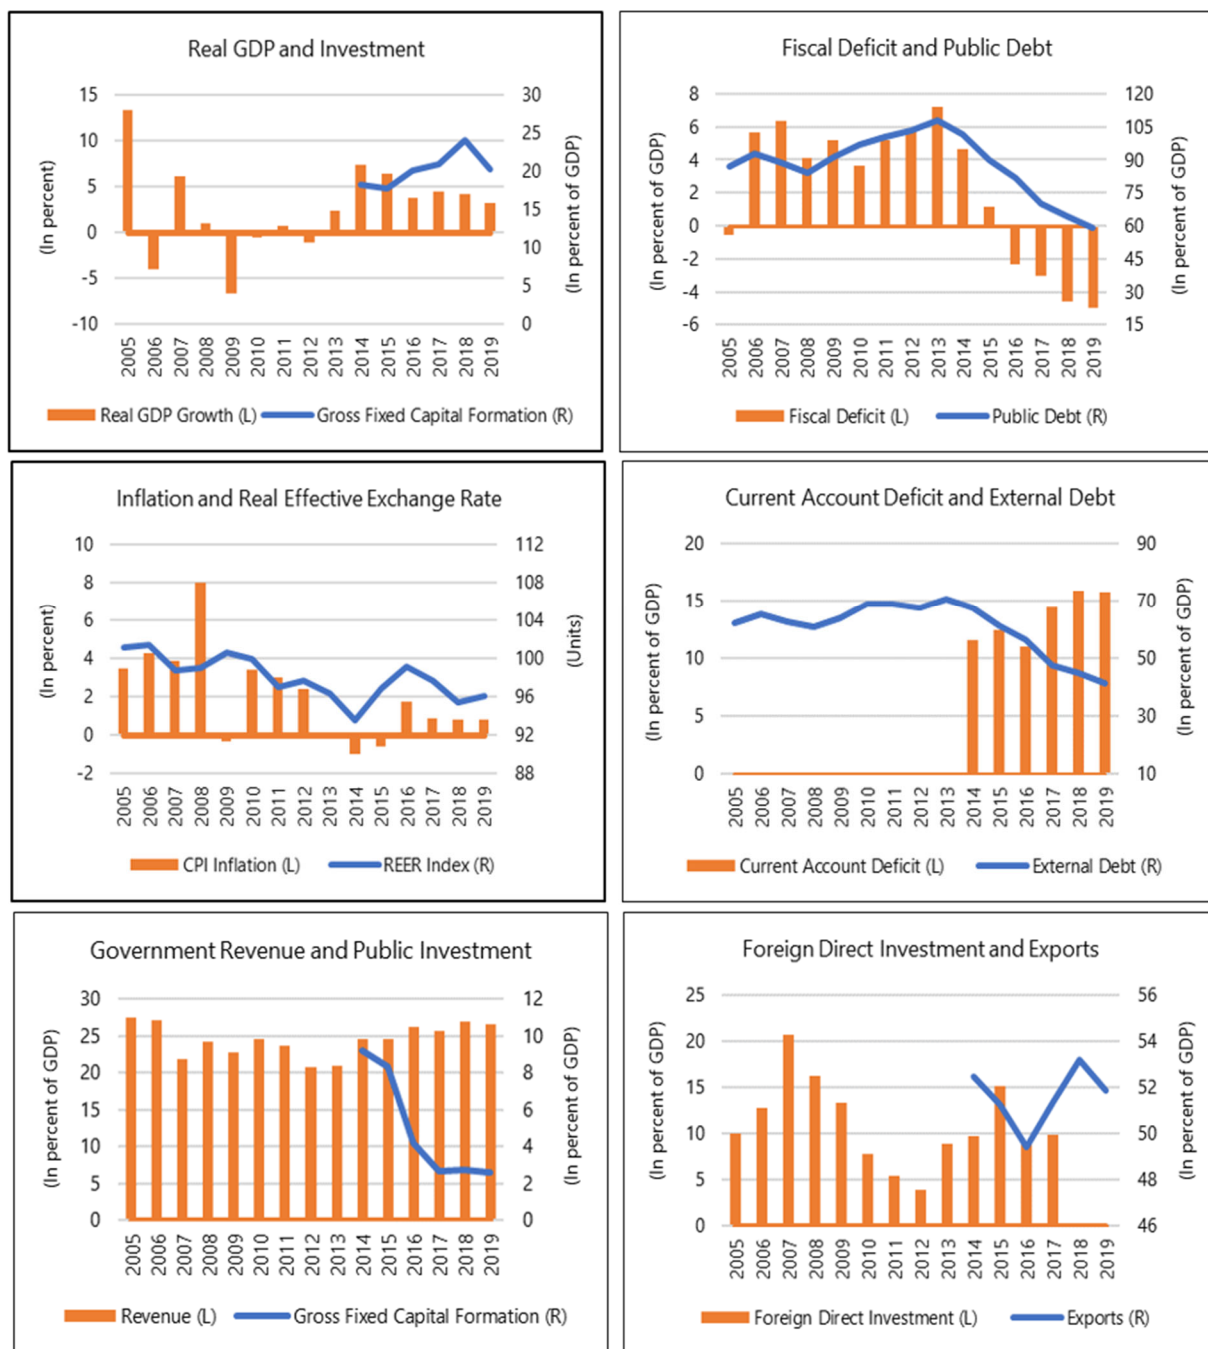 Real GDP and Investment
(In percent)
15
10
5
0
-5
-10
30
25
20
15
10
5
0
(In percent of GDP)
2005 2006 2007 2008 2009 2010 2011 2012 2013 2014 2015 2016 2017 2018 2019
Real GDP Growth (L) Gross Fixed Capital Formation (R)
Fiscal Deficit and Public Debt
(In percent of GDP)
8
6
4
2
0
-2
-4
-6
120
105
90
75
60
45
30
15
(In percent of GDP)
2005 2006 2007 2008 2009 2010 2011 2012 2013 2014 2015 2016 2017 2018 2019
Fiscal Deficit (L) Public Debt (R)
Inflation and Real Effective Exchange Rate
(In percent)
10
8
6
4
2
0
-2
112
108
104
100
96
92
88
(Units)
2005 2006 2007 2008 2009 2010 2011 2012 2013 2014 2015 2016 2017 2018 2019
CPI Inflation (L) REER Index (R)
Current Account Deficit and External Debt
(In percent of GDP)
20
15
10
5
0
90
70
50
30
10
(In percent of GDP)
2005 2006 2007 2008 2009 2010 2011 2012 2013 2014 2015 2016 2017 2018 2019
Current Account Deficit (L) External Debt (R)
Government Revenue and Public Investment
(In percent of GDP)
30
25
20
15
10
5
0
12
10
8
6
4
2
0
(In percent of GDP)
2005 2006 2007 2008 2009 2010 2011 2012 2013 2014 2015 2016 2017 2018 2019
Revenue (L) Gross Fixed Capital Formation (R)
Foreign Direct Investment and Exports
(In percent of GDP)
25
20
15
10
5
0
56
54
52
50
48
46
(In percent of GDP)
2005 2006 2007 2008 2009 2010 2011 2012 2013 2014 2015 2016 2017 2018 2019
Foreign Direct Investment (L) Exports (R)